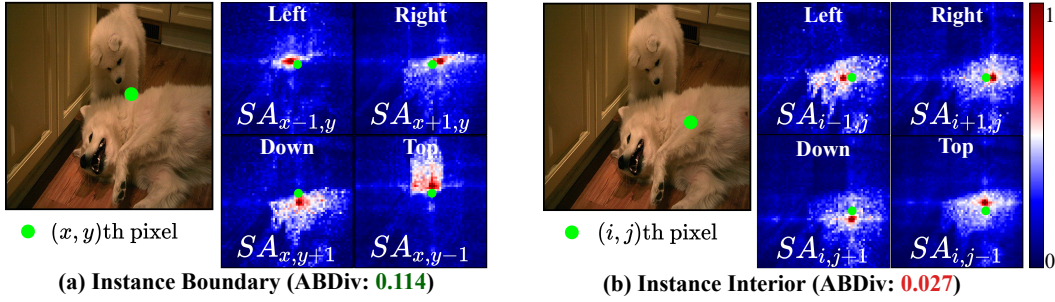 Left Right
SA_{x−1,y} SA_{x+1,y}
Down Top
SA_{x,y+1} SA_{x,y−1}
(x, y)th pixel
(a) Instance Boundary (ABDiv: 0.114)
Left Right
SA_{i−1,j} SA_{i+1,j}
Down Top
SA_{i,j−1} SA_{i,j−1}
(i, j)th pixel
(b) Instance Interior (ABDiv: 0.027)
1
0